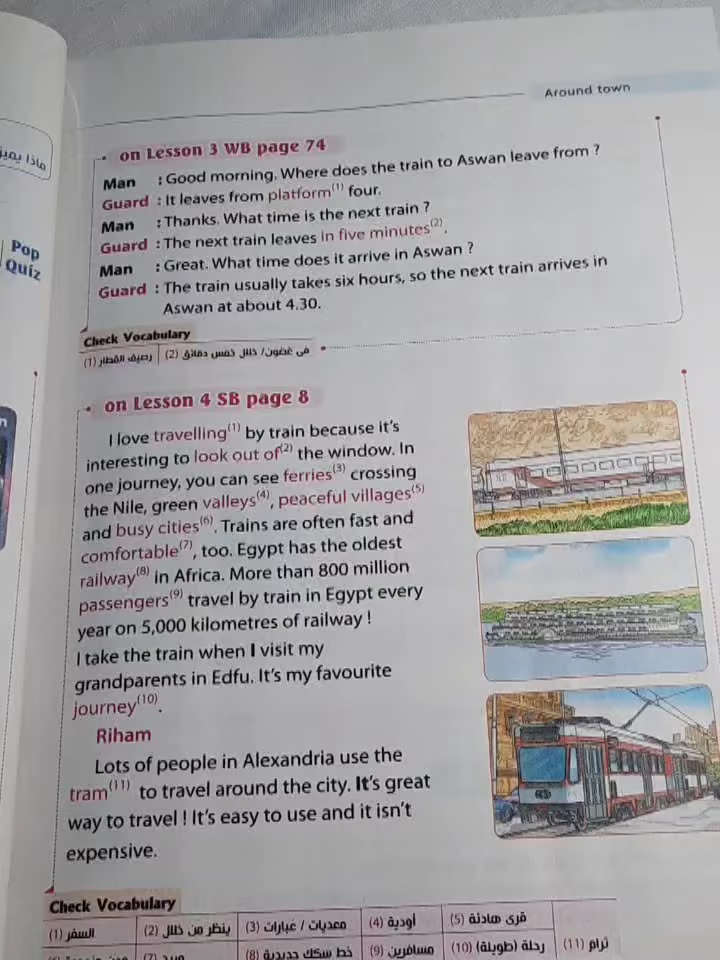 Around town
on Lesson 3 WB page 74
Man : Good morning. Where does the train to Aswan leave from ?
Guard : It leaves from platform(1) four.
Man : Thanks. What time is the next train ?
Guard : The next train leaves in five minutes(2).
Man : Great. What time does it arrive in Aswan ?
Guard : The train usually takes six hours, so the next train arrives in
Aswan at about 4.30.
Check Vocabulary
(1) رصيف القطار (2) فى غضون/ خلال خمس دقائق
Pop
Quiz
ماذا
on Lesson 4 SB page 8
I love travelling(1) by train because it's
interesting to look out of(2) the window. In
one journey, you can see ferries(3) crossing
the Nile, green valleys(4), peaceful villages(5)
and busy cities(6). Trains are often fast and
comfortable(7), too. Egypt has the oldest
railway(8) in Africa. More than 800 million
passengers(9) travel by train in Egypt every
year on 5,000 kilometres of railway !
I take the train when I visit my
grandparents in Edfu. It's my favourite
journey(10).
Riham
Lots of people in Alexandria use the
tram(11) to travel around the city. It's great
way to travel ! It's easy to use and it isn't
expensive.
Check Vocabulary
(1) السفر (2) ينظر من خلال (3) معديات / عبارات (4) أودية (5) قرى هادئة
(7) (8) خط سكك حديدية (9) مسافرين (10) رحلة (طويلة) (11) ترام